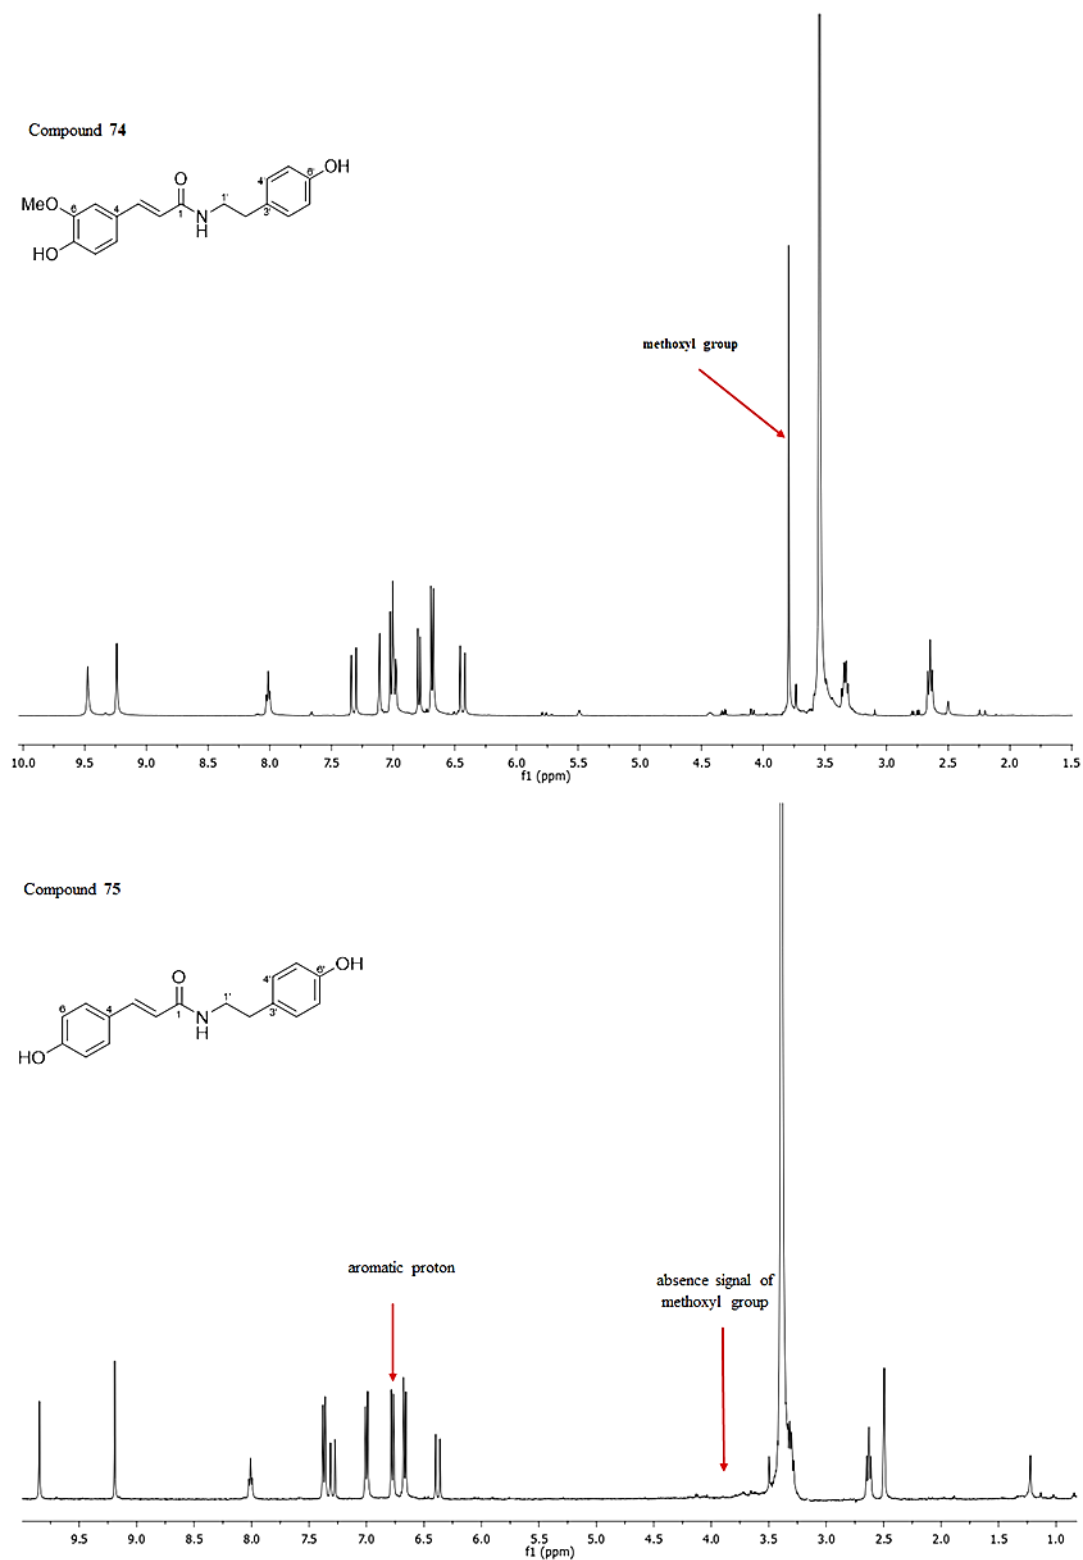 Compound 74
OH
6'
4'
O
1'
MeO
6
4
3'
1
N
H
HO
methoxyl group
10.0 9.5 9.0 8.5 8.0 7.5 7.0 6.5 6.0 5.5 5.0 4.5 4.0 3.5 3.0 2.5 2.0 1.5
f1 (ppm)
Compound 75
OH
6'
4'
O
1'
6
4
3'
1
N
H
HO
aromatic proton
absence signal of
methoxyl group
9.5 9.0 8.5 8.0 7.5 7.0 6.5 6.0 5.5 5.0 4.5 4.0 3.5 3.0 2.5 2.0 1.5 1.0
f1 (ppm)